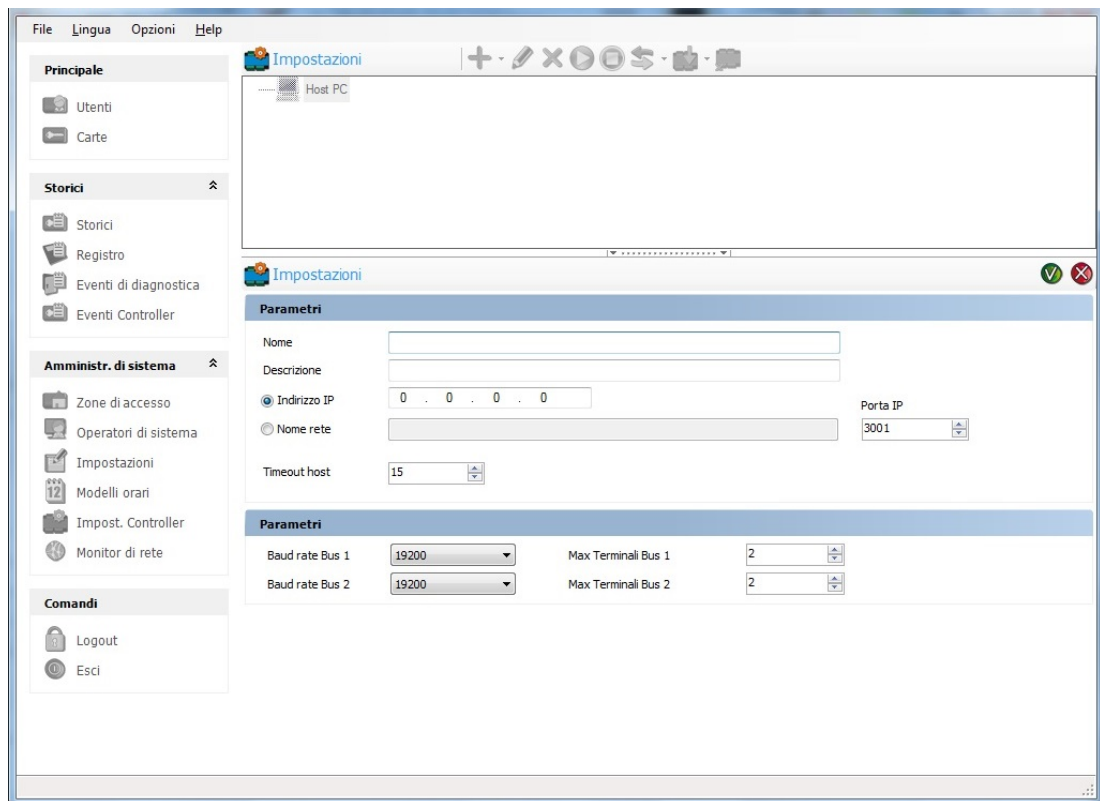 File Lingua Opzioni Help
Principale
Utenti
Carte
Storici
Storici
Registro
Eventi di diagnostica
Eventi Controller
Amministr. di sistema
Zone di accesso
Operatori di sistema
Impostazioni
12 Modelli orari
Impost. Controller
Monitor di rete
Comandi
Logout
Esci
Impostazioni
Host PC
Impostazioni
Parametri
Nome
Descrizione
Indirizzo IP 0 . 0 . 0 . 0
Porta IP
Nome rete 3001
Timeout host 15
Parametri
Baud rate Bus 1 19200 Max Terminali Bus 1 2
Baud rate Bus 2 19200 Max Terminali Bus 2 2